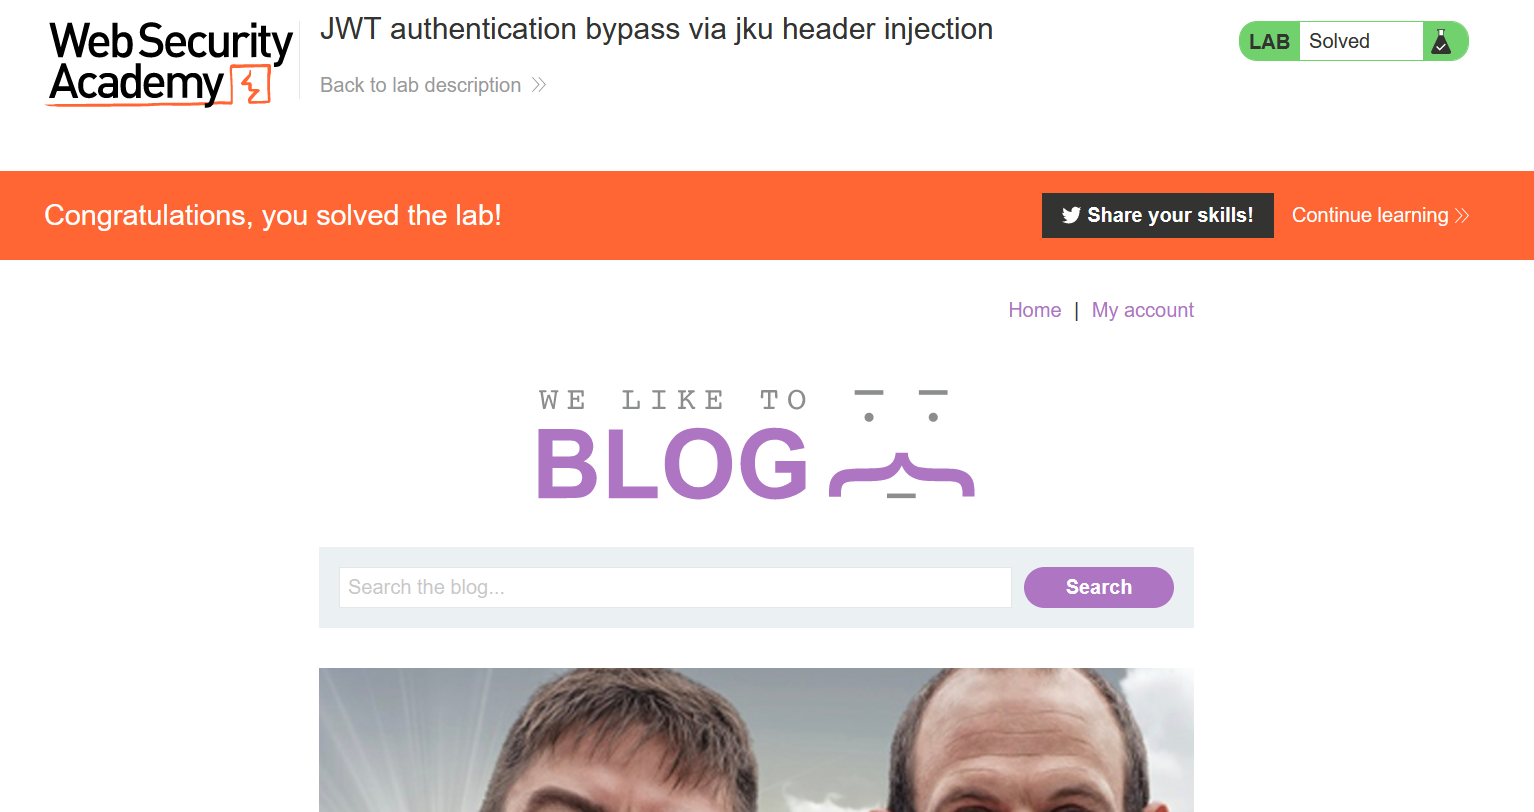 Web Security
Academy
JWT authentication bypass via jku header injection
Back to lab description
LAB Solved
Congratulations, you solved the lab!
Share your skills!
Continue learning
Home | My account
WE LIKE TO
BLOG
Search the blog...
Search